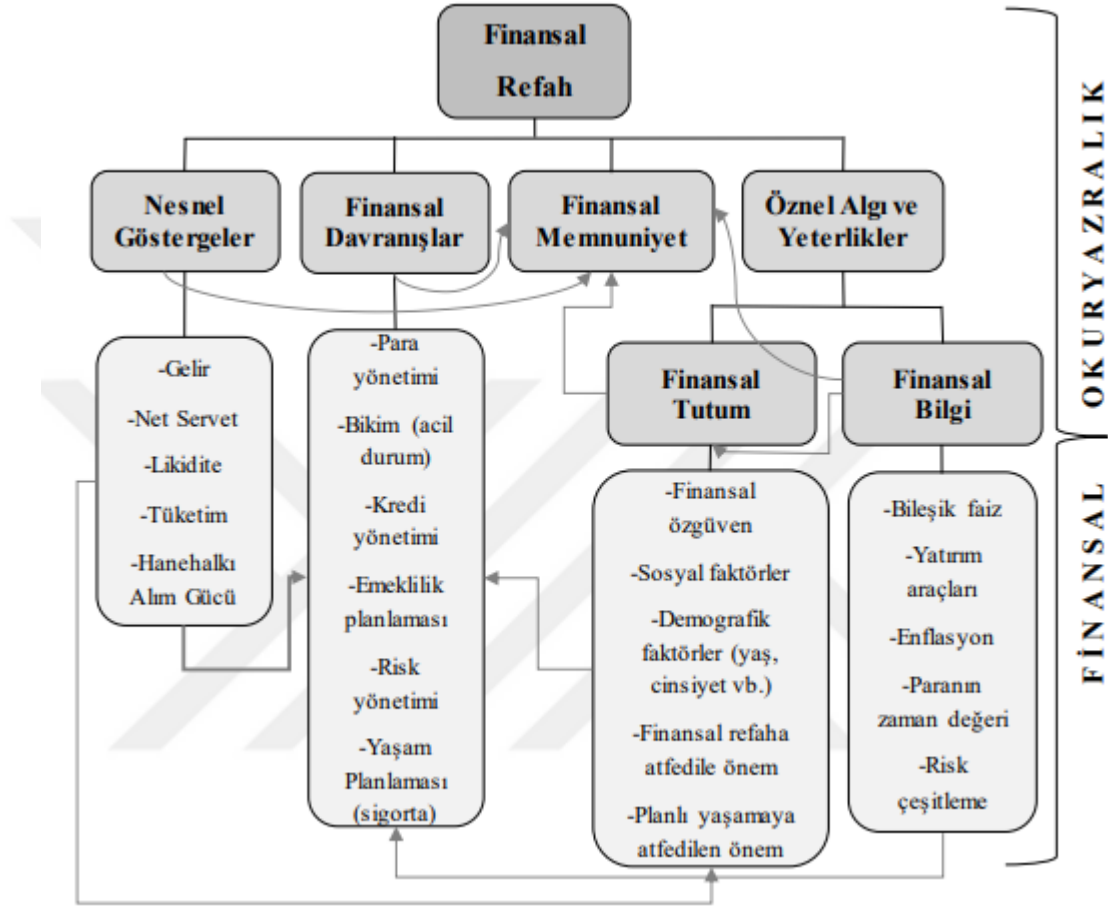 Finansal
Refah
Nesnel
Göstergeler
Finansal
Davranışlar
Finansal
Memnuniyet
Öznel Algı ve
Yeterlikler
-Gelir
-Net Servet
-Likidite
-Tüketim
-Hanehalkı
Alım Gücü
-Para
yönetimi
-Bikim (acil
durum)
-Kredi
yönetimi
-Emeklilik
planlaması
-Risk
yönetimi
-Yaşam
Planlaması
(sigorta)
Finansal
Tutum
Finansal
Bilgi
-Finansal
özgüven
-Sosyal faktörler
-Demografik
faktörler (yaş,
cinsiyet vb.)
-Finansal refaha
atfedile önem
-Planlı yaşamaya
atfedilen önem
-Bileşik faiz
-Yatırım
araçları
-Enflasyon
-Paranın
zaman değeri
-Risk
çeşitleme
FİNANSAL OKURYAZRALIK